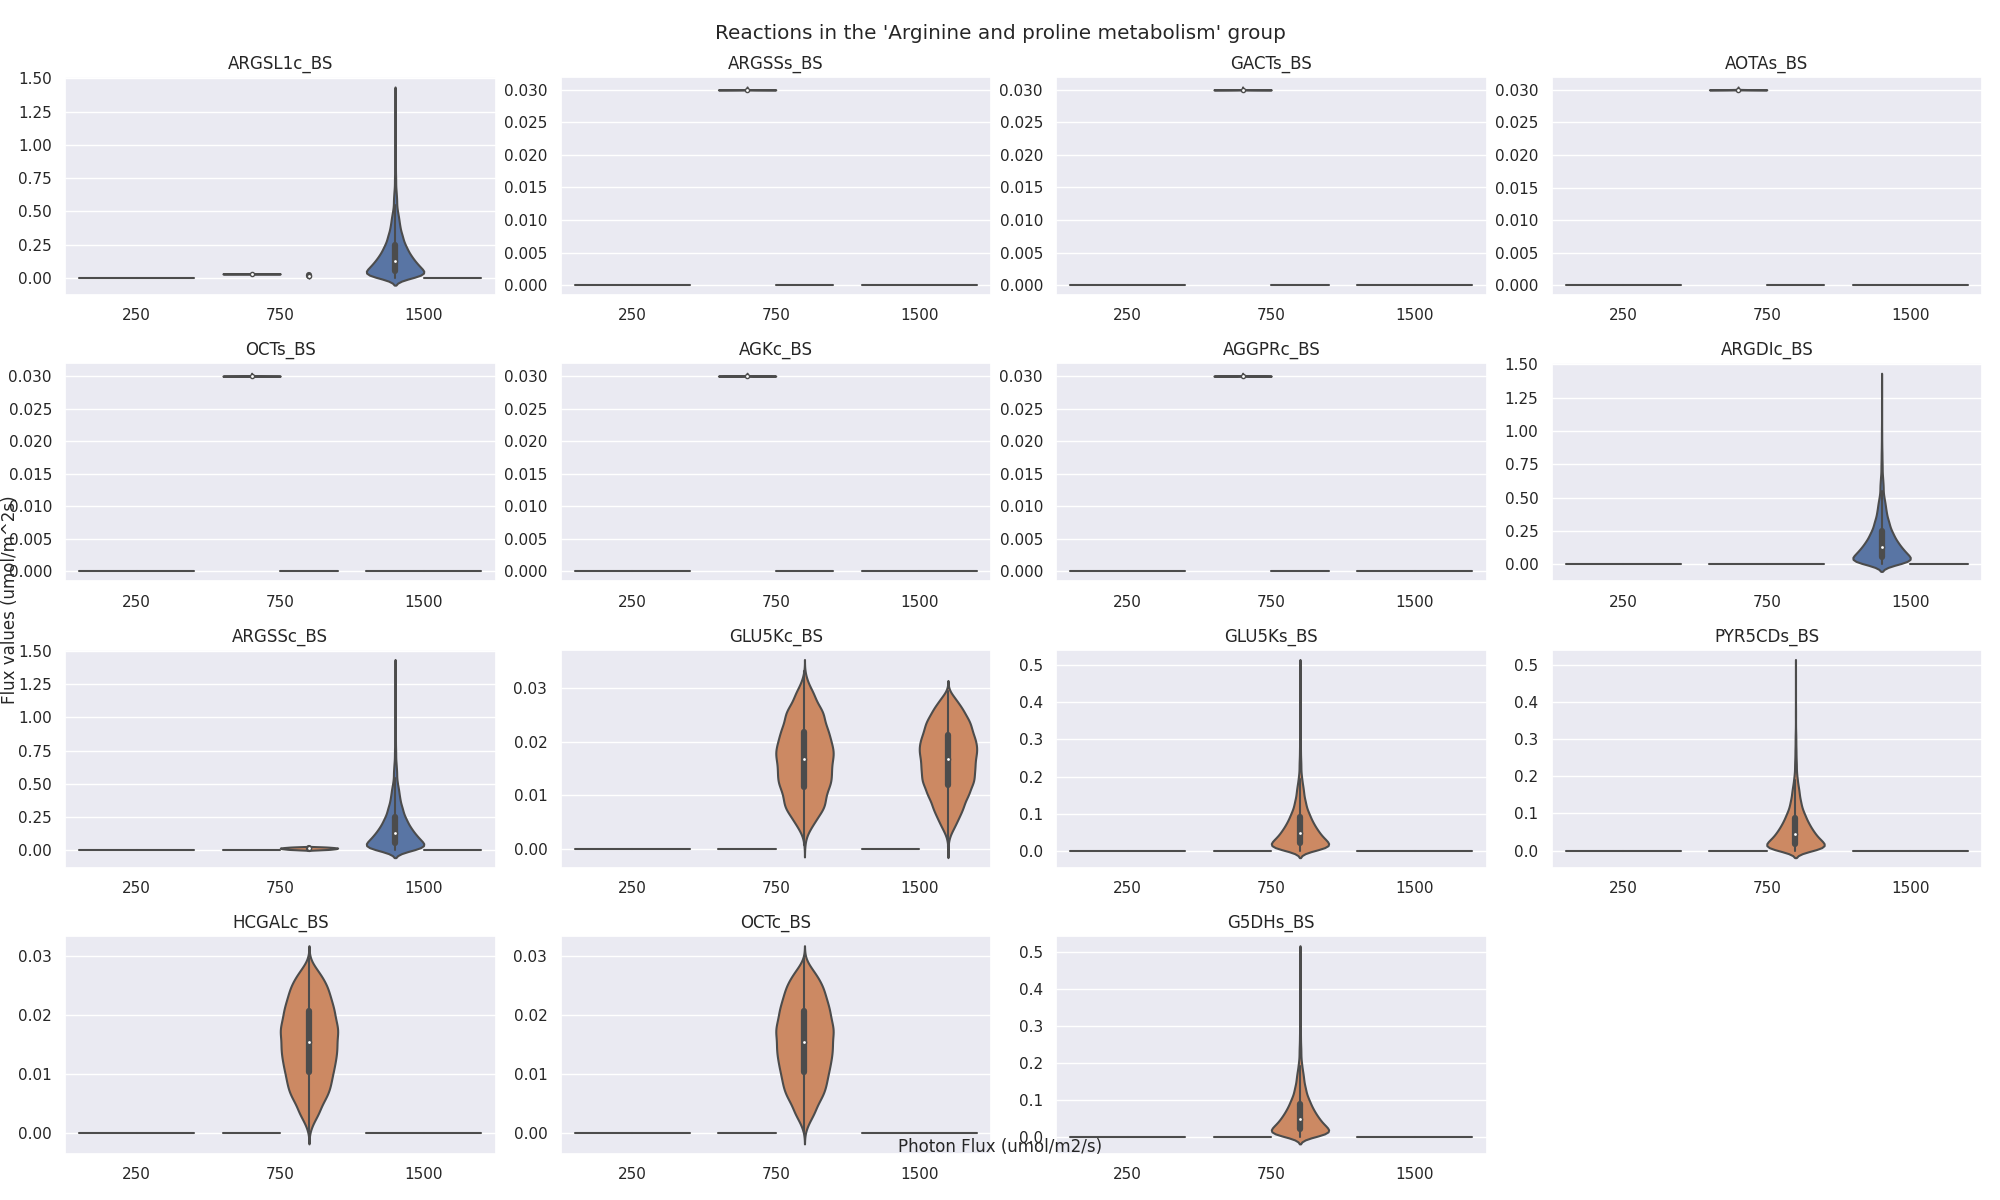 Reactions in the 'Arginine and proline metabolism' group
ARGSL1c_BS
1.50
1.25
1.00
0.75
0.50
0.25
0.00
250 750 1500
ARGSSs_BS
0.030
0.025
0.020
0.015
0.010
0.005
0.000
250 750 1500
GACTs_BS
0.030
0.025
0.020
0.015
0.010
0.005
0.000
250 750 1500
AOTAs_BS
0.030
0.025
0.020
0.015
0.010
0.005
0.000
250 750 1500
OCTs_BS
0.030
0.025
0.020
0.015
0.010
0.005
0.000
250 750 1500
AGKc_BS
0.030
0.025
0.020
0.015
0.010
0.005
0.000
250 750 1500
AGGPRc_BS
0.030
0.025
0.020
0.015
0.010
0.005
0.000
250 750 1500
ARGDIc_BS
1.50
1.25
1.00
0.75
0.50
0.25
0.00
250 750 1500
Flux values (umol/m^2s)
ARGSSc_BS
1.50
1.25
1.00
0.75
0.50
0.25
0.00
250 750 1500
GLU5Kc_BS
0.03
0.02
0.01
0.00
250 750 1500
GLU5Ks_BS
0.5
0.4
0.3
0.2
0.1
0.0
250 750 1500
PYR5CDs_BS
0.5
0.4
0.3
0.2
0.1
0.0
250 750 1500
HCGALc_BS
0.03
0.02
0.01
0.00
250 750 1500
OCTc_BS
0.03
0.02
0.01
0.00
250 750 1500
G5DHs_BS
0.5
0.4
0.3
0.2
0.1
0.0
250 750 1500
Photon Flux (umol/m2/s)